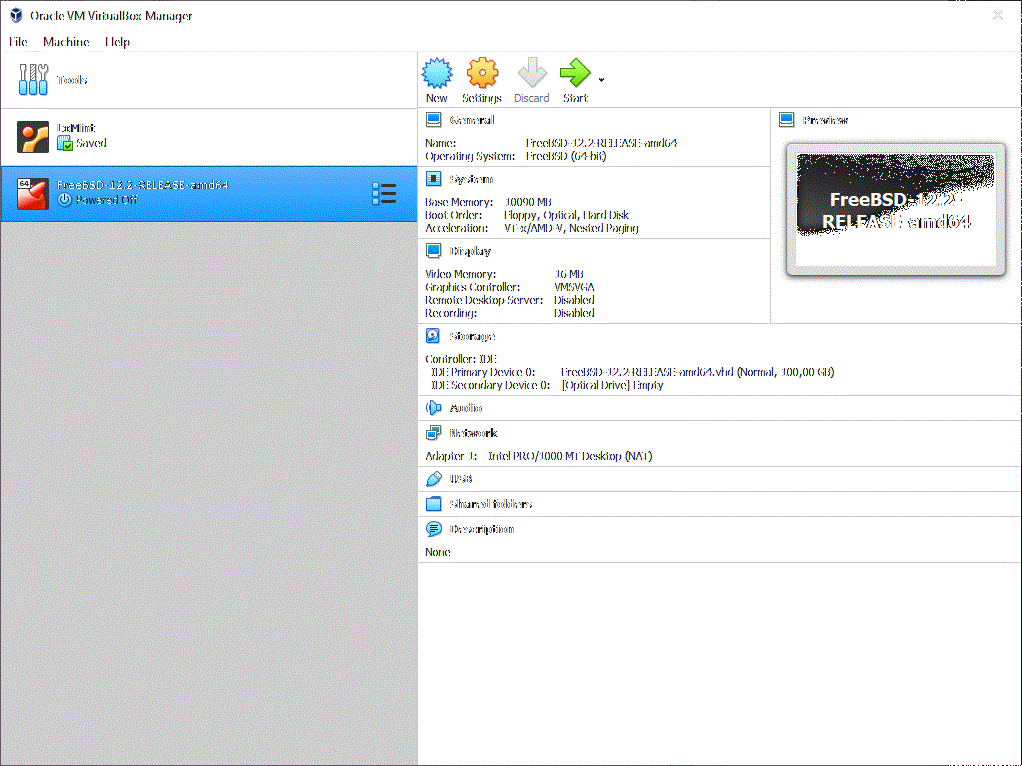 Oracle VM VirtualBox Manager
File Machine Help
Tools
LxMint
Saved
64
FreeBSD-12.2-RELEASE-amd64
Powered Off
New Settings Discard Start
General
Name: FreeBSD-12.2-RELEASE-amd64
Operating System: FreeBSD (64-bit)
System
Base Memory: 10090 MB
Boot Order: Floppy, Optical, Hard Disk
Acceleration: VT-x/AMD-V, Nested Paging
Display
Video Memory: 16 MB
Graphics Controller: VMSVGA
Remote Desktop Server: Disabled
Recording: Disabled
Preview
FreeBSD-12.2-
RELEASE-amd64
Storage
Controller: IDE
IDE Primary Device 0: FreeBSD-12.2-RELEASE-amd64.vhd (Normal, 100,00 GB)
IDE Secondary Device 0: [Optical Drive] Empty
Audio
Network
Adapter 1: Intel PRO/1000 MT Desktop (NAT)
USB
Shared folders
Description
None